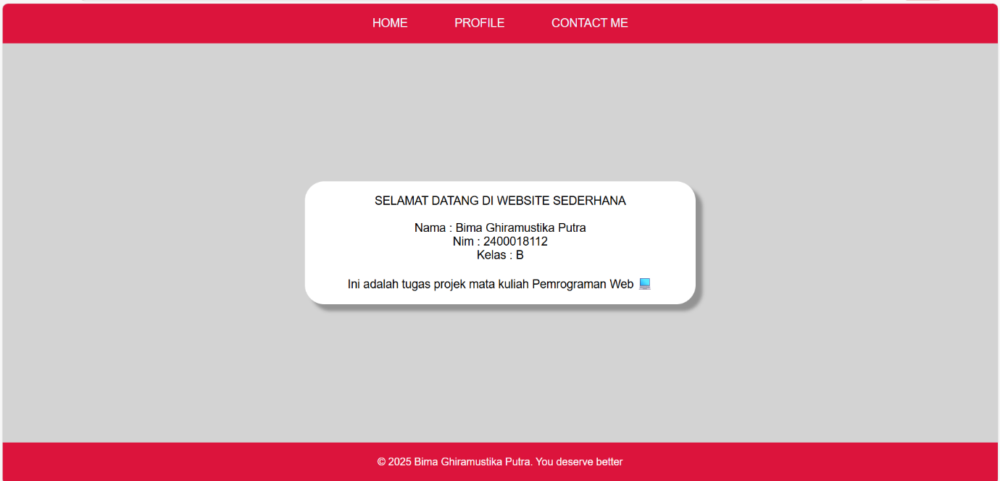 HOME PROFILE CONTACT ME
SELAMAT DATANG DI WEBSITE SEDERHANA
Nama : Bima Ghiramustika Putra
Nim : 2400018112
Kelas : B
Ini adalah tugas projek mata kuliah Pemrograman Web 💻
© 2025 Bima Ghiramustika Putra. You deserve better